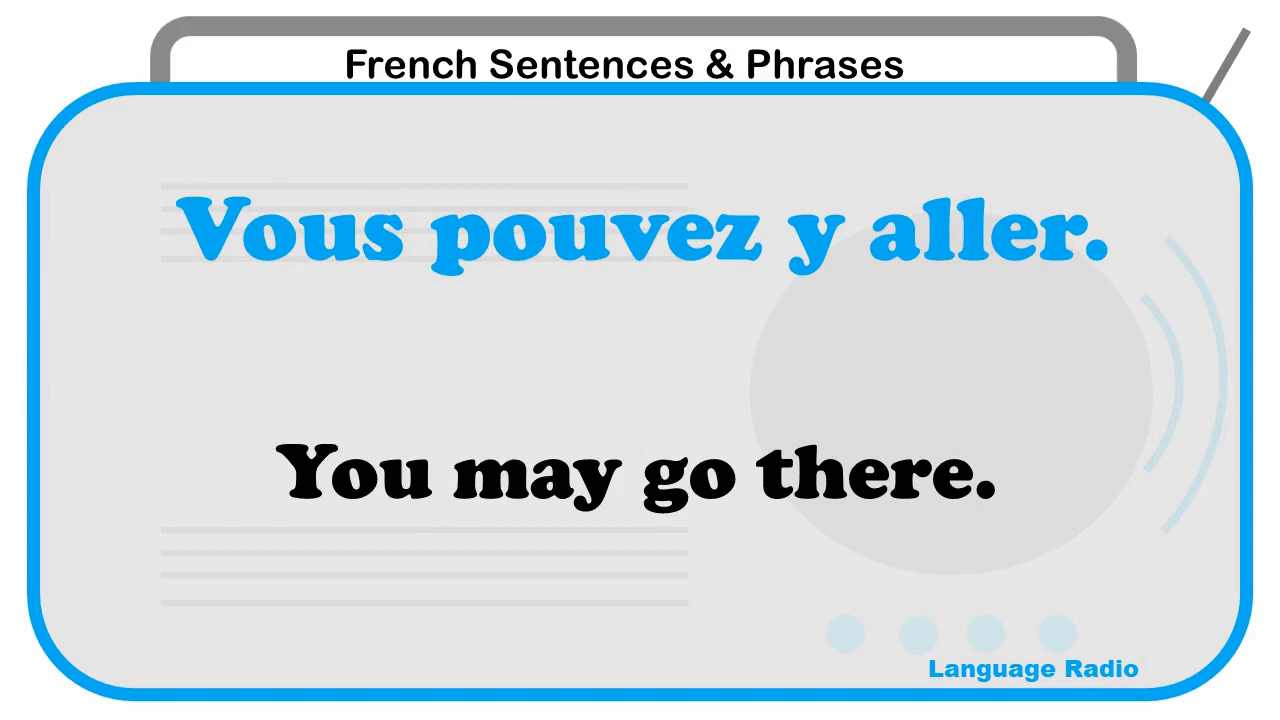 French Sentences & Phrases
Vous pouvez y aller.
You may go there.
Language Radio